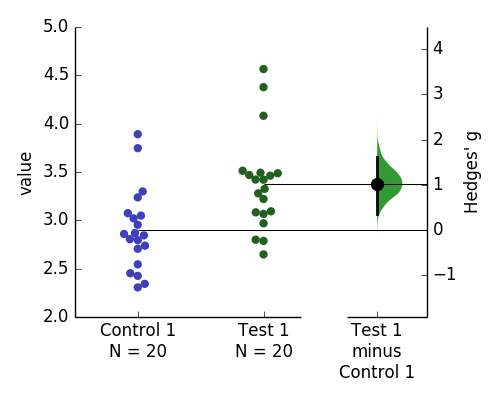 5.0
4.5
4.0
3.5
3.0
2.5
2.0
value
Control 1
N = 20
Test 1
N = 20
Test 1
minus
Control 1
4
3
2
1
0
−1
Hedges' g